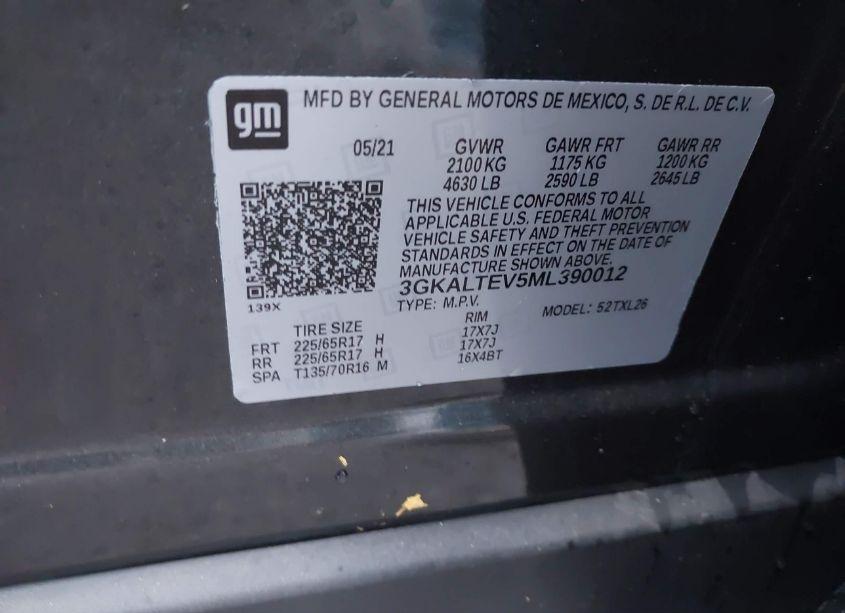 gm
MFD BY GENERAL MOTORS DE MEXICO, S. DE R.L. DE C.V.
05/21 GVWR GAWR FRT GAWR RR
2100 KG 1175 KG 1200 KG
4630 LB 2590 LB 2645 LB
THIS VEHICLE CONFORMS TO ALL
APPLICABLE U.S. FEDERAL MOTOR
VEHICLE SAFETY AND THEFT PREVENTION
STANDARDS IN EFFECT ON THE DATE OF
MANUFACTURE SHOWN ABOVE.
3GKALTEV5ML390012
139X
TYPE: M.P.V. MODEL: 52TXL26
TIRE SIZE RIM
FRT 225/65R17 H 17X7J
RR 225/65R17 H 17X7J
SPA T135/70R16 M 16X4BT